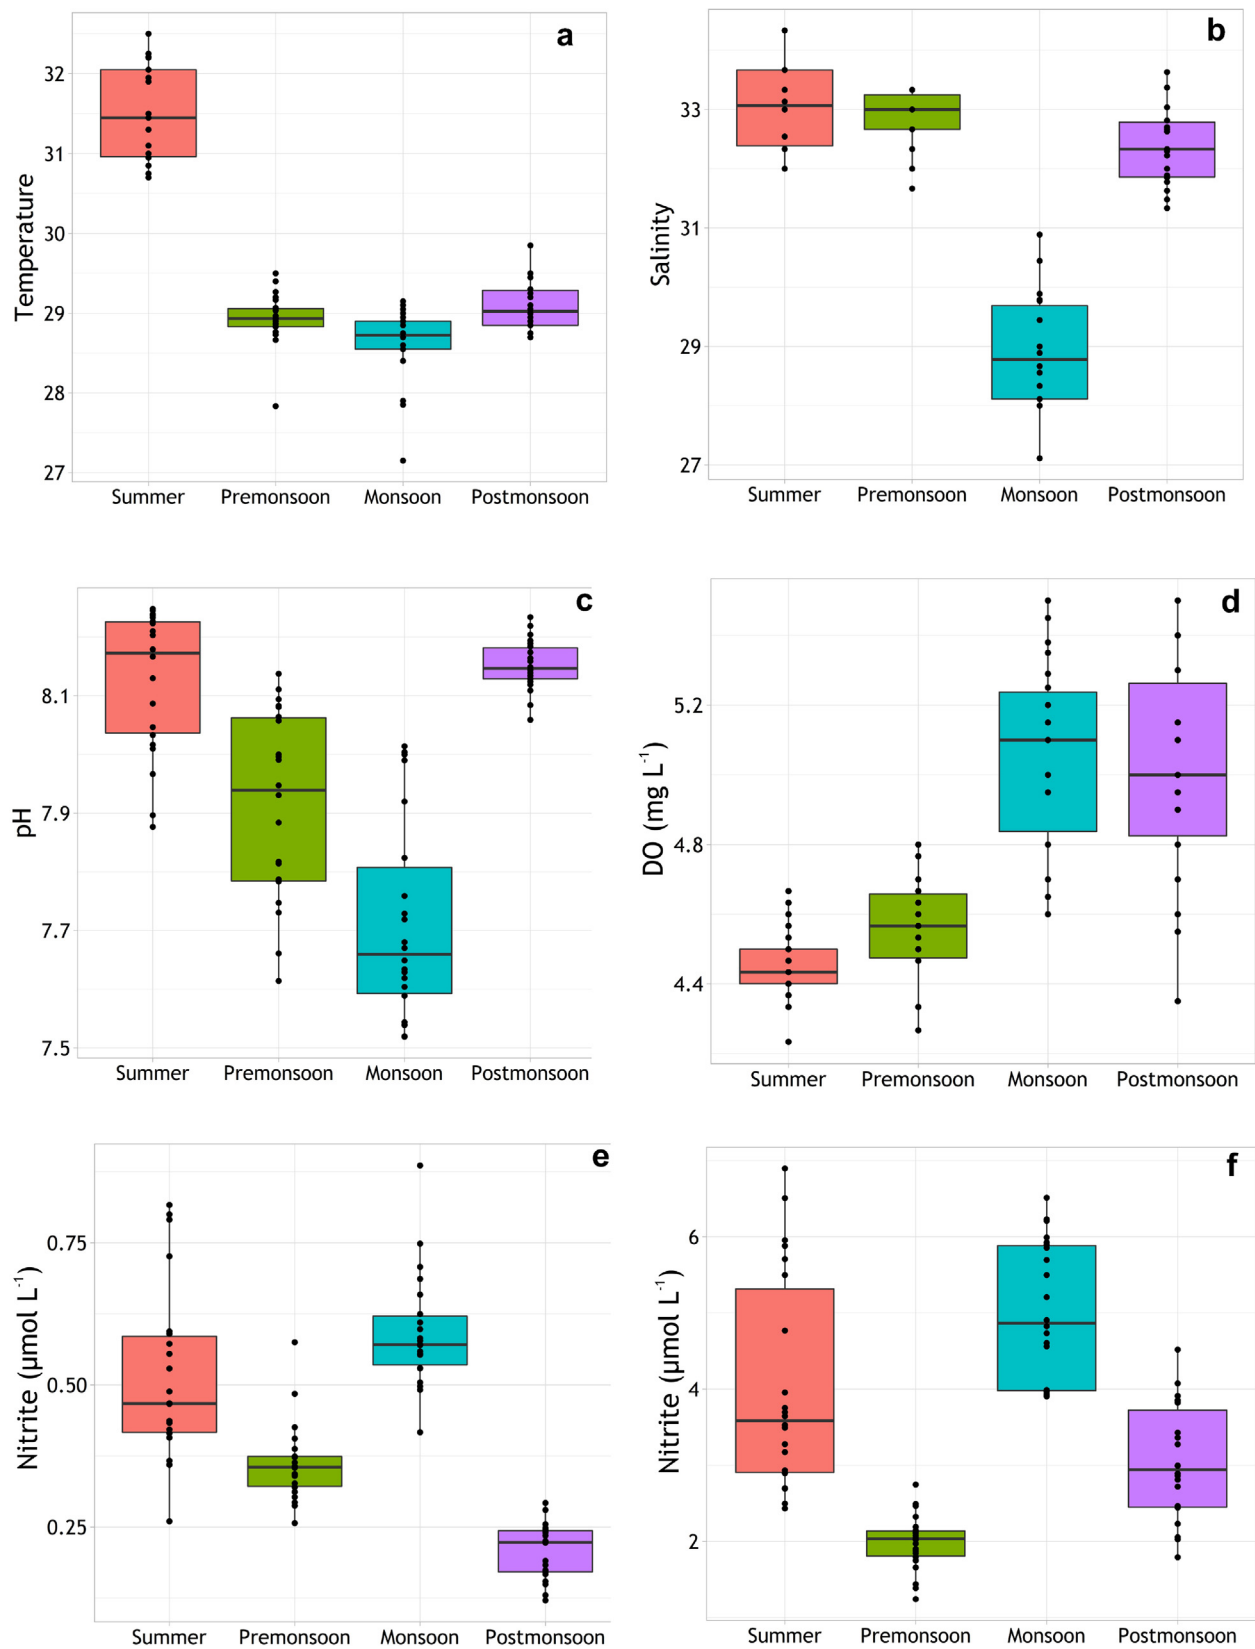 a
Temperature
32
31
30
29
28
27
Summer Premonsoon Monsoon Postmonsoon
b
Salinity
33
31
29
27
Summer Premonsoon Monsoon Postmonsoon
c
pH
8.1
7.9
7.7
7.5
Summer Premonsoon Monsoon Postmonsoon
d
DO (mg L⁻¹)
5.2
4.8
4.4
Summer Premonsoon Monsoon Postmonsoon
e
Nitrite (µmol L⁻¹)
0.75
0.50
0.25
Summer Premonsoon Monsoon Postmonsoon
f
Nitrite (µmol L⁻¹)
6
4
2
Summer Premonsoon Monsoon Postmonsoon